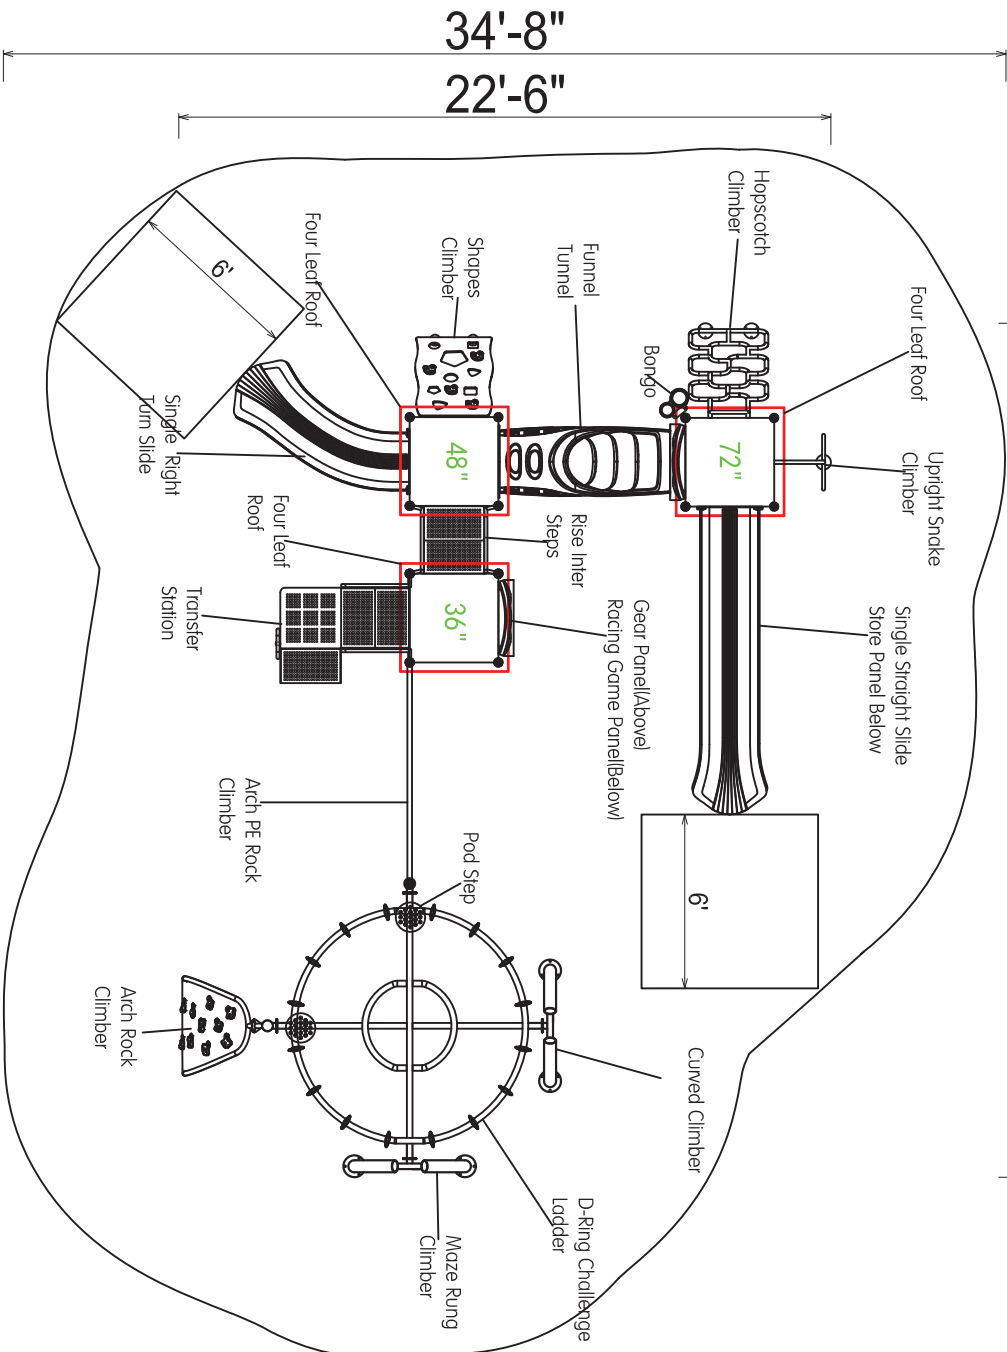 34'-8"
22'-6"
Hopscotch
Climber
Four Leaf Roof
Funnel
Tunnel
Shapes
Climber
Four Leaf Roof
6'
Bongo
Upright Snake
Climber
72"
48"
Single Right
Turn Slide
Four Leaf
Roof
Rise Inter
Steps
Transfer
Station
36"
Gear Panel(Above)
Racing Game Panel(Below)
Single Straight Slide
Store Panel Below
Arch PE Rock
Climber
Pod Step
6'
Arch Rock
Climber
Curved Climber
D-Ring Challenge
Ladder
Maze Rung
Climber